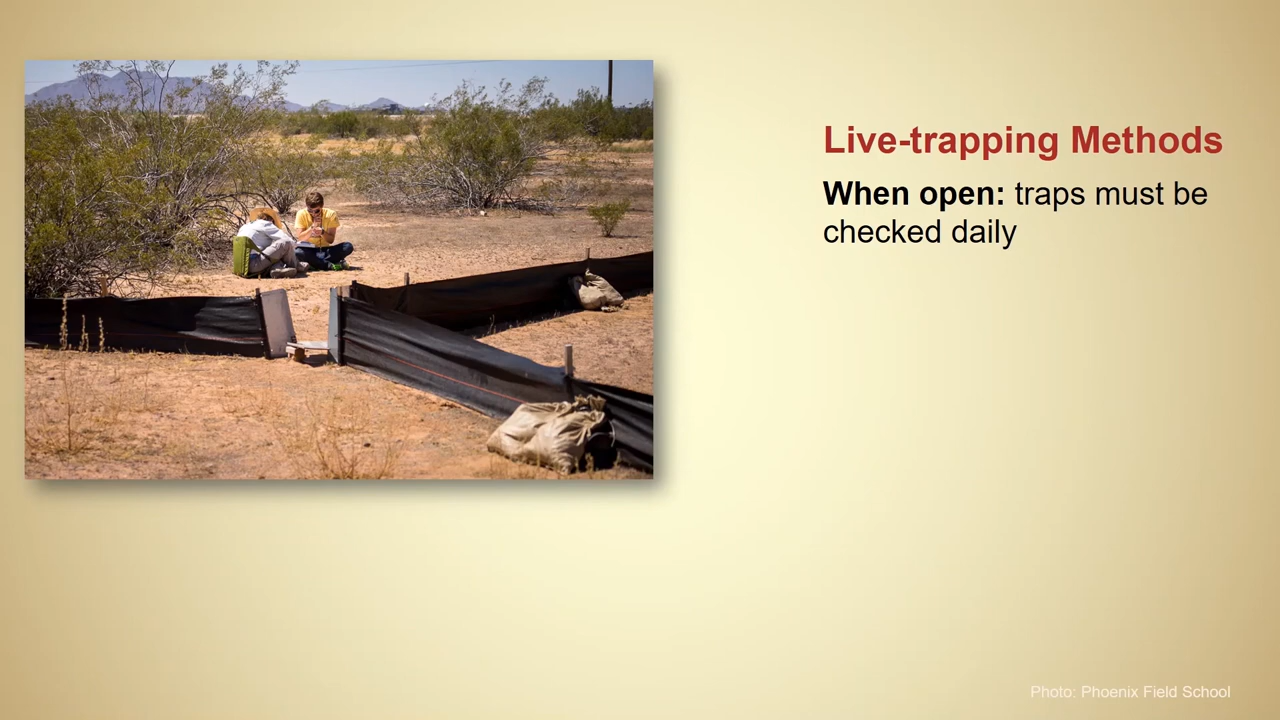 Live-trapping Methods
When open: traps must be
checked daily
Photo: Phoenix Field School